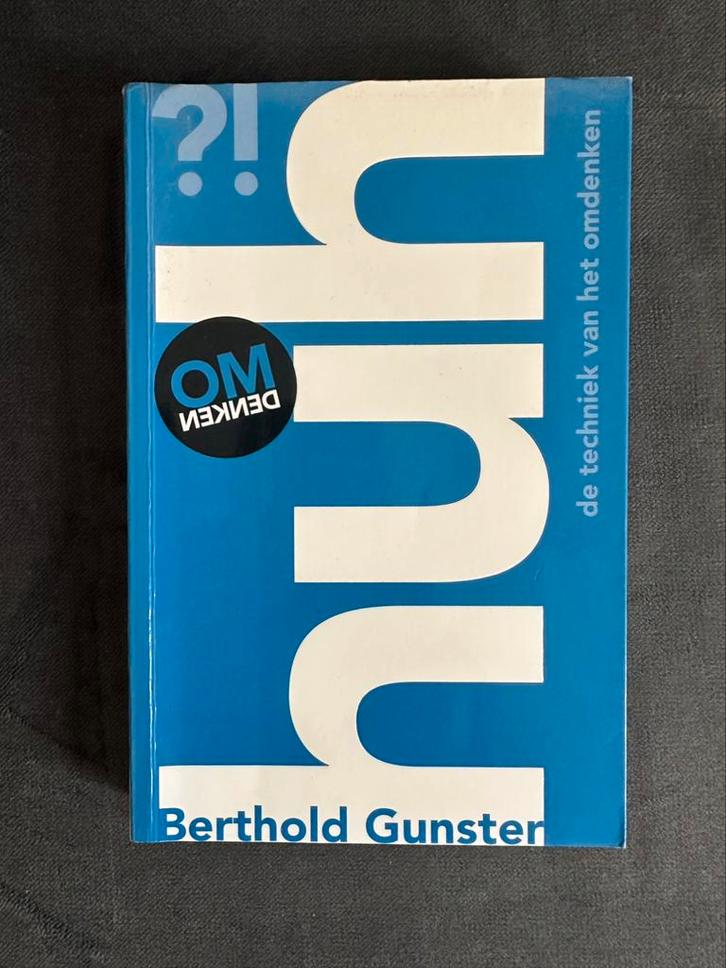 huh
?!
de techniek van het omdenken
OM
DENKEN
Berthold Gunster